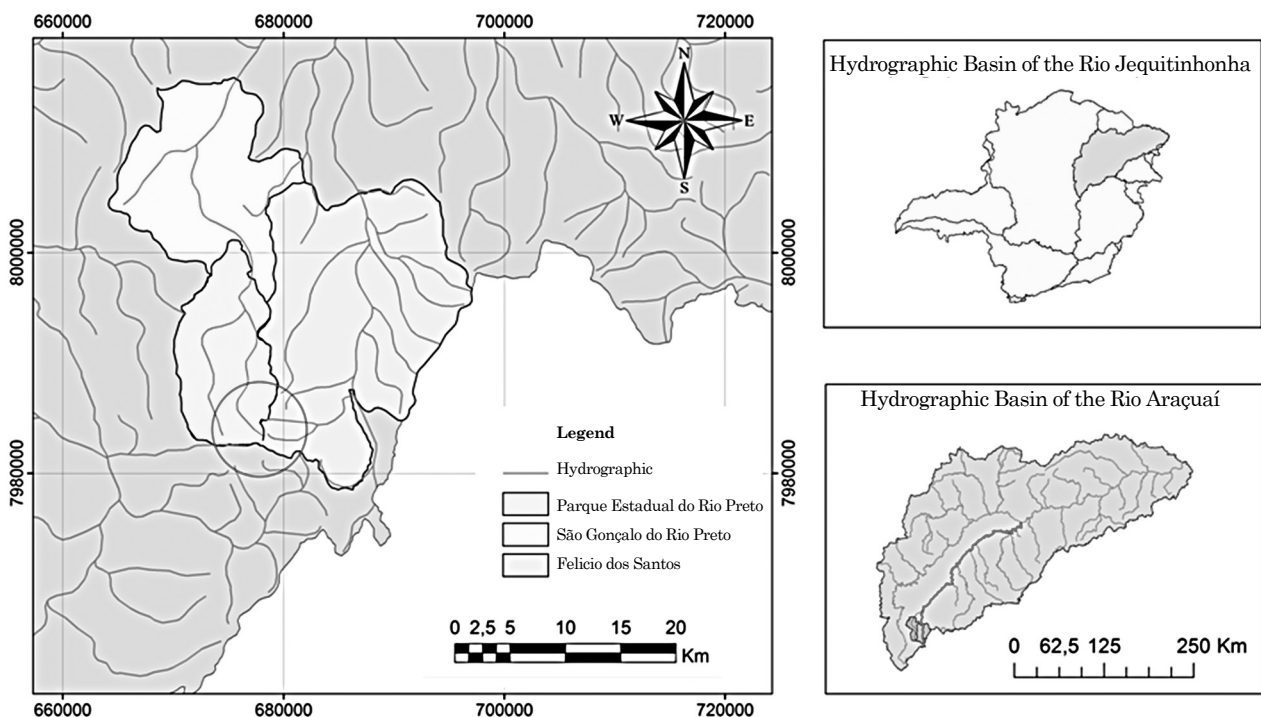 660000 680000 700000 720000
N
W E
S
8000000
8000000
7980000
7980000
Legend
Hydrographic
Parque Estadual do Rio Preto
São Gonçalo do Rio Preto
Felicio dos Santos
0 2,5 5 10 15 20
Km
660000 680000 700000 720000
Hydrographic Basin of the Rio Jequitinhonha
Hydrographic Basin of the Rio Araçuaí
0 62,5 125 250 Km